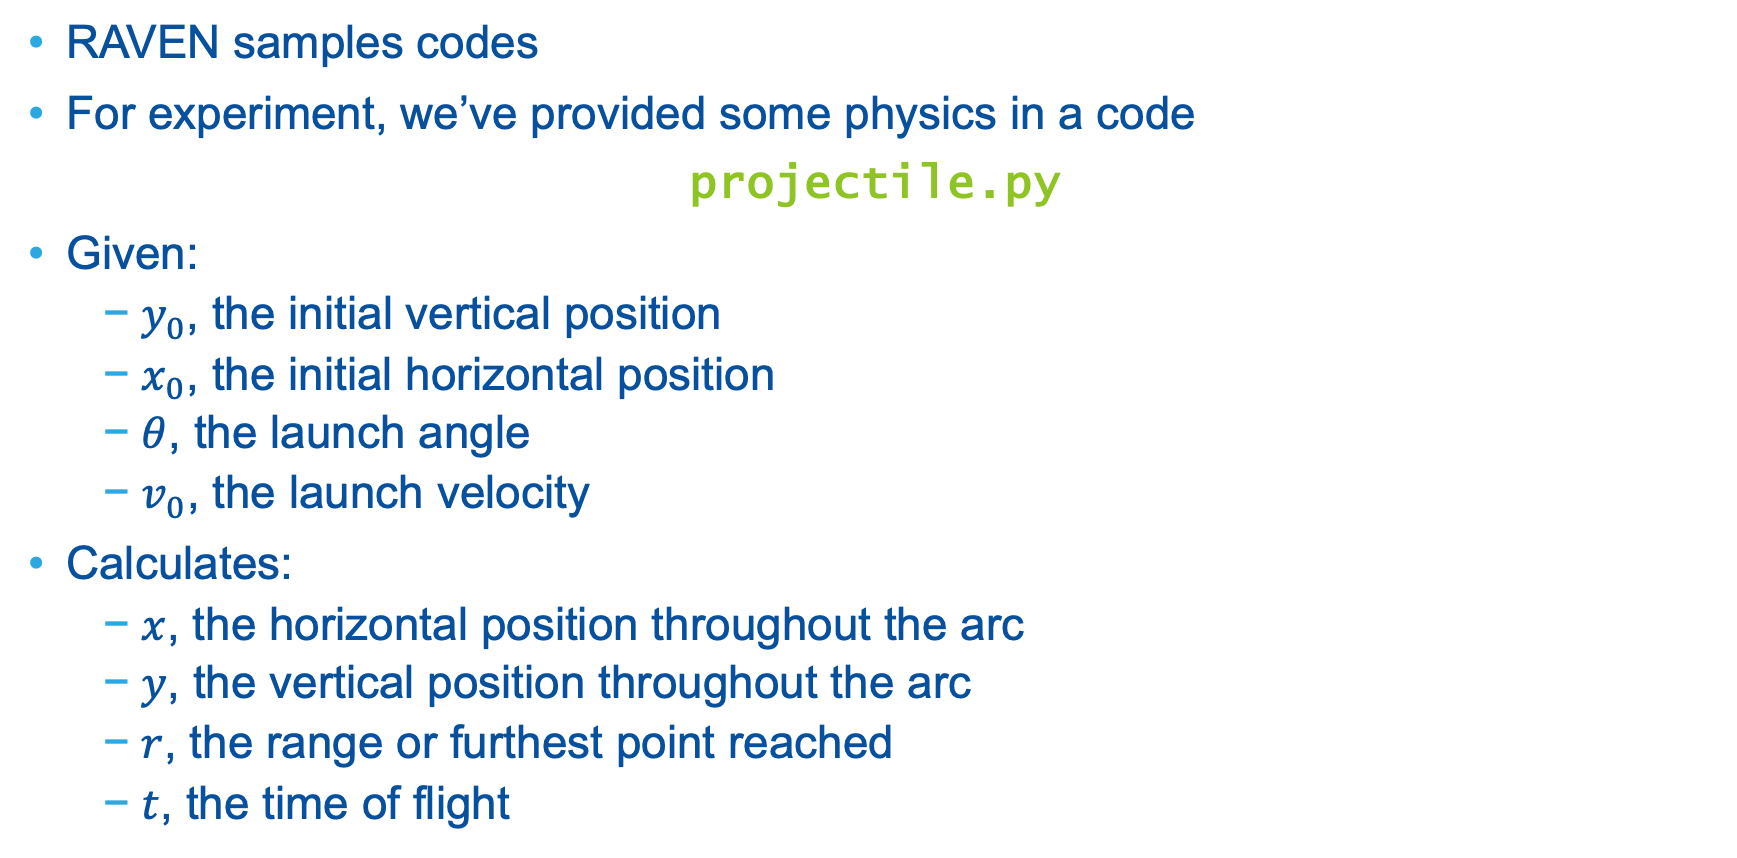 • RAVEN samples codes
• For experiment, we’ve provided some physics in a code
projectile.py
• Given:
– y₀, the initial vertical position
– x₀, the initial horizontal position
– θ, the launch angle
– v₀, the launch velocity
• Calculates:
– x, the horizontal position throughout the arc
– y, the vertical position throughout the arc
– r, the range or furthest point reached
– t, the time of flight